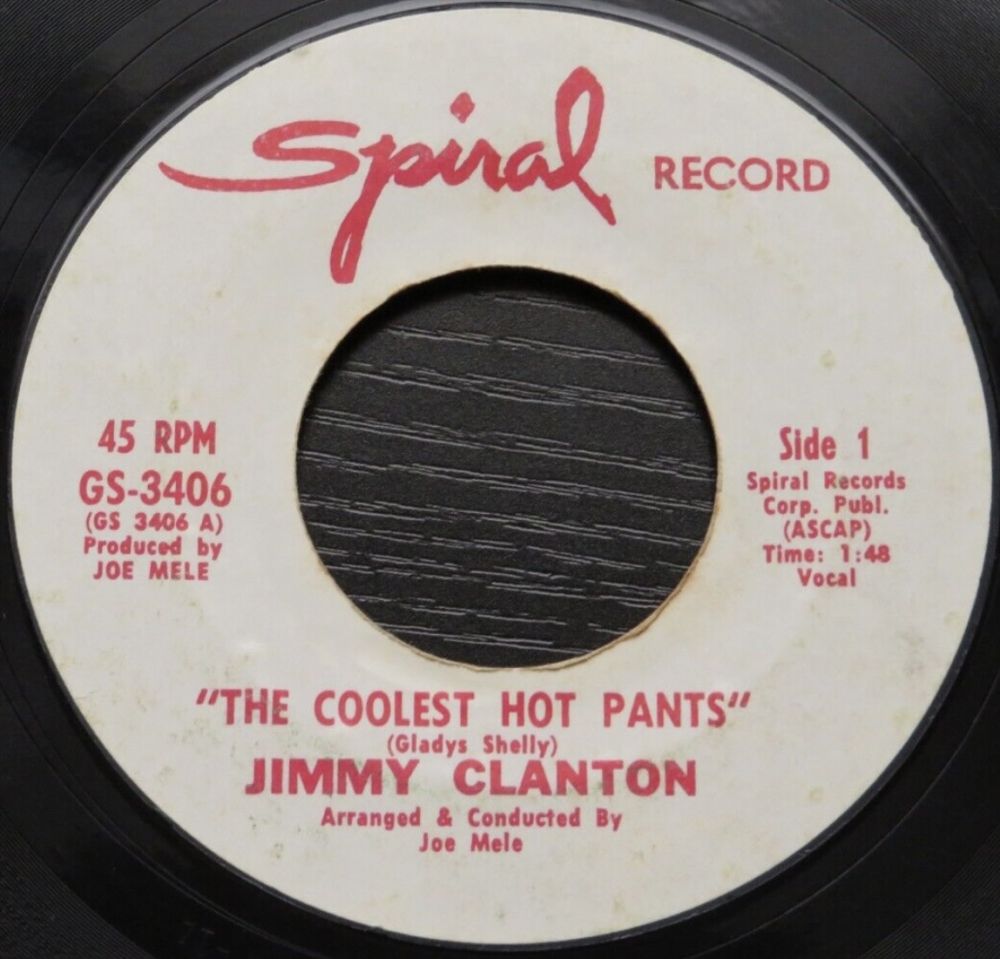 Spiral RECORD
45 RPM
GS-3406
(GS 3406 A)
Produced by
JOE MELE
Side 1
Spiral Records
Corp. Publ.
(ASCAP)
Time: 1:48
Vocal
"THE COOLEST HOT PANTS"
(Gladys Shelly)
JIMMY CLANTON
Arranged & Conducted By
Joe Mele